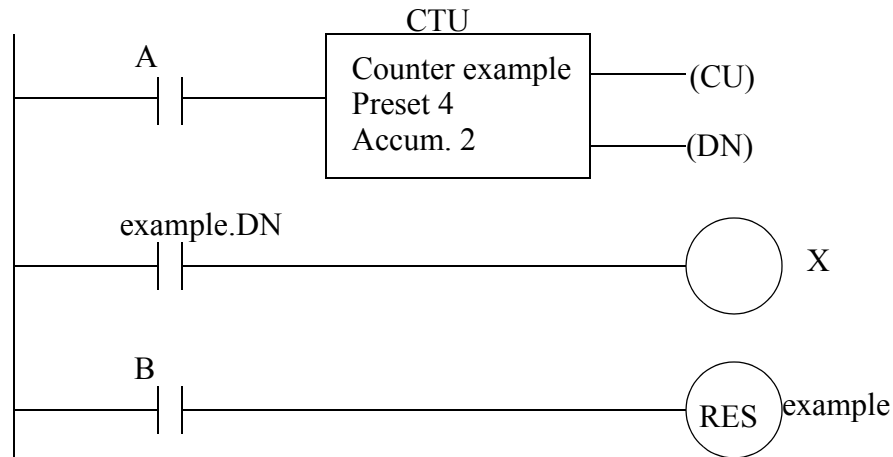 CTU
A
Counter example
Preset 4
Accum. 2
(CU)
(DN)
example.DN
X
B
RES
example